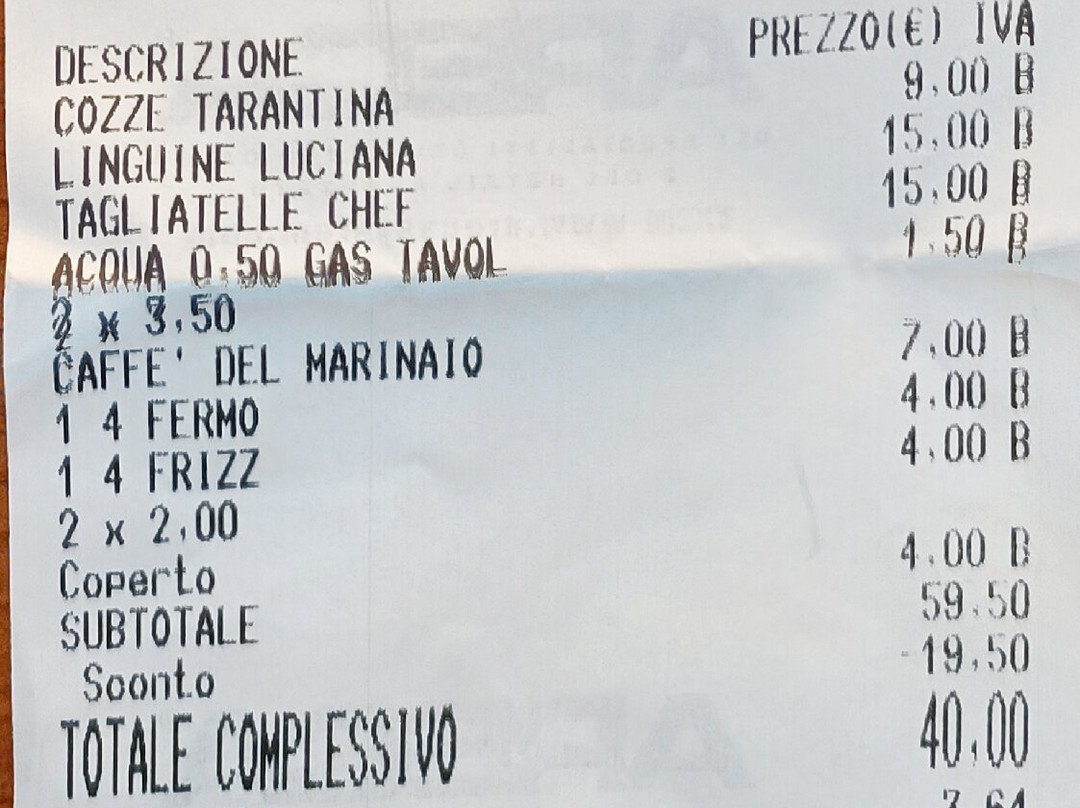 DESCRIZIONE PREZZO(€) IVA
COZZE TARANTINA 9,00 B
LINGUINE LUCIANA 15,00 B
TAGLIATELLE CHEF 15,00 B
ACQUA 0,50 GAS TAVOL 1,50 B
2 x 3,50
CAFFE' DEL MARINAIO 7,00 B
1 4 FERMO 4,00 B
1 4 FRIZZ 4,00 B
2 x 2,00
Coperto 4,00 B
SUBTOTALE 59,50
Sconto -19,50
TOTALE COMPLESSIVO 40,00